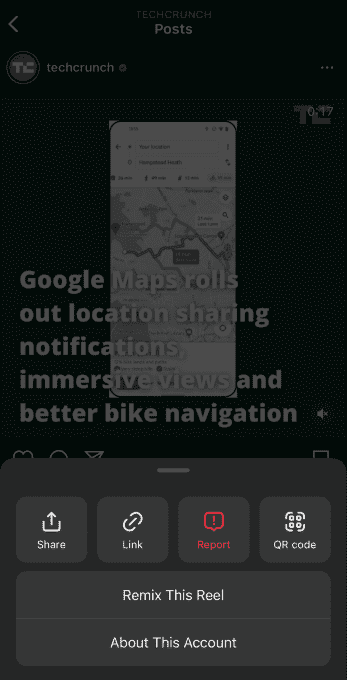 TECHCRUNCH
Posts
TC
techcrunch
TC
0:17
Your location
Hampstead Heath
Google Maps rolls
out location sharing
notifications,
immersive views and
better bike navigation
Share
Link
Report
QR code
Remix This Reel
About This Account